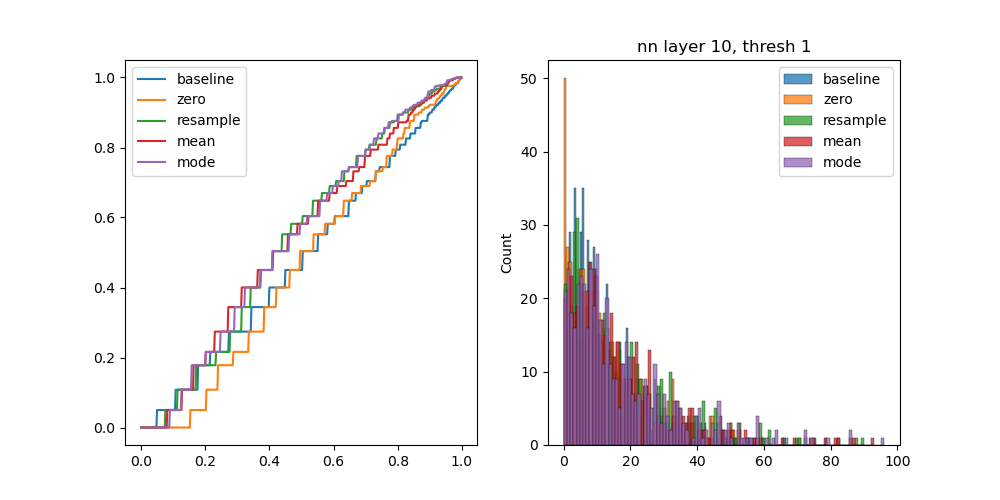 baseline
zero
resample
mean
mode
1.0
0.8
0.6
0.4
0.2
0.0
0.0 0.2 0.4 0.6 0.8 1.0
nn layer 10, thresh 1
baseline
zero
resample
mean
mode
Count
50
40
30
20
10
0
0 20 40 60 80 100